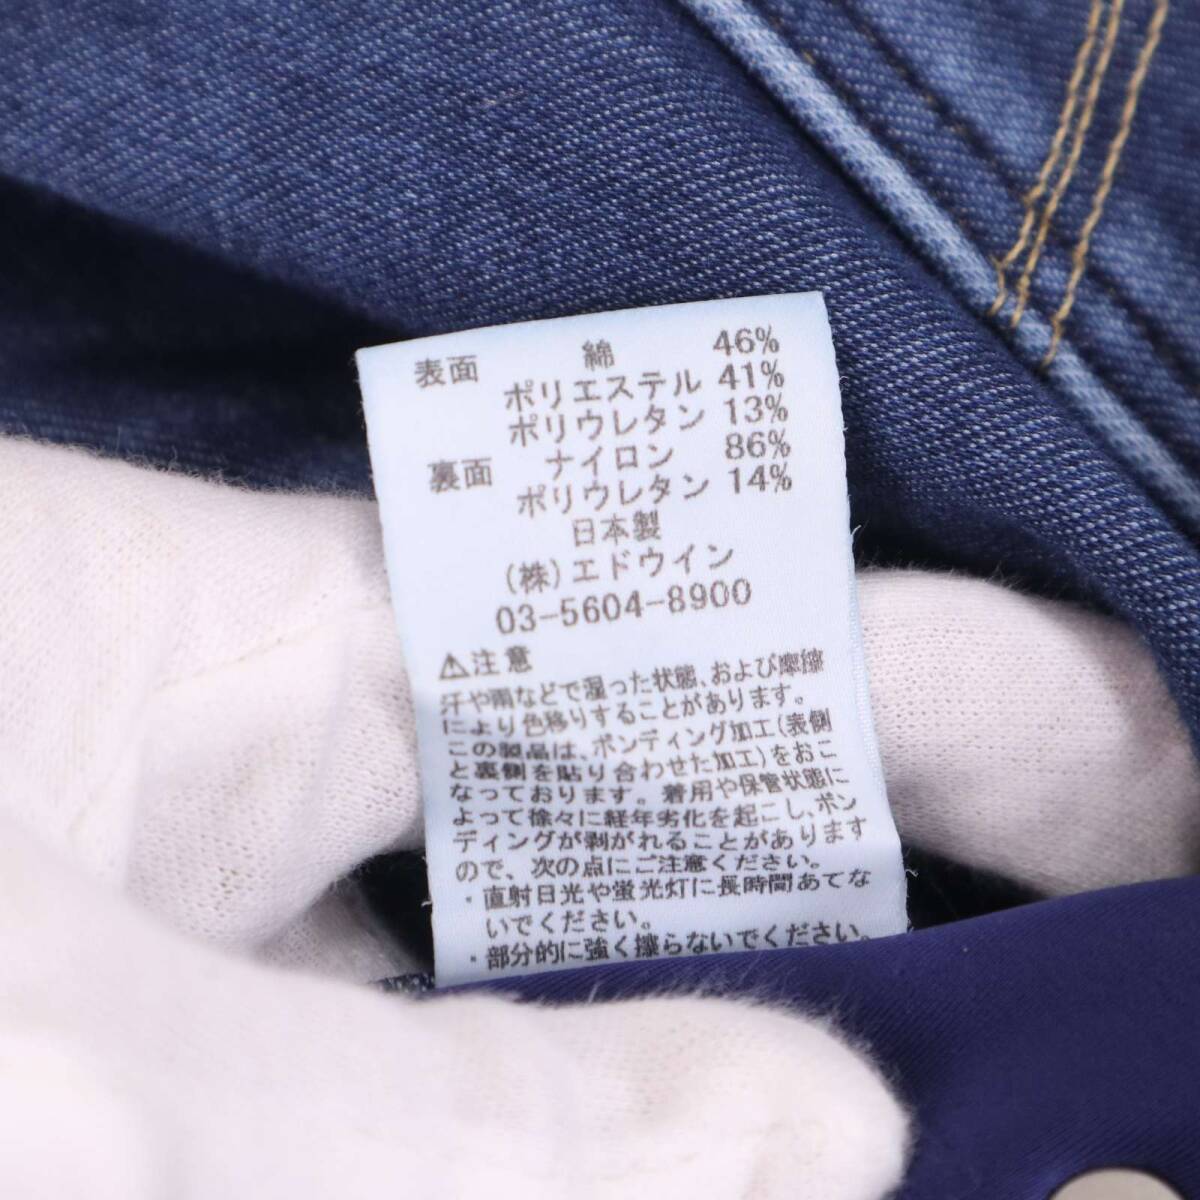 表面 綿 46%
ポリエステル 41%
ポリウレタン 13%
裏面 ナイロン 86%
ポリウレタン 14%
日本製
(株)エドウイン
03-5604-8900
⚠注意
汗や雨などで湿った状態、および摩擦
により色移りすることがあります。
この製品は、ボンディング加工(表側
と裏側を貼り合わせた加工)をおこ
なっております。着用や保管状態に
よって徐々に経年劣化を起こし、ボン
ディングが剥がれることがあります
ので、次の点にご注意ください。
・直射日光や蛍光灯に長時間あてな
いでください。
・部分的に強く擦らないでください。